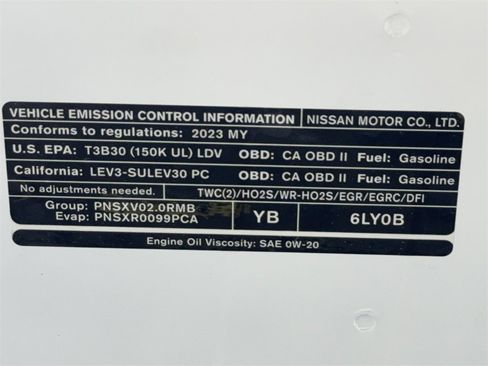 VEHICLE EMISSION CONTROL INFORMATION NISSAN MOTOR CO., LTD.
Conforms to regulations: 2023 MY
U.S. EPA: T3B30 (150K UL) LDV OBD: CA OBD II Fuel: Gasoline
California: LEV3-SULEV30 PC OBD: CA OBD II Fuel: Gasoline
No adjustments needed. TWC(2)/HO2S/WR-HO2S/EGR/EGRC/DFI
Group: PNSXV02.0RMB
Evap: PNSXR0099PCA
YB 6LY0B
Engine Oil Viscosity: SAE 0W-20